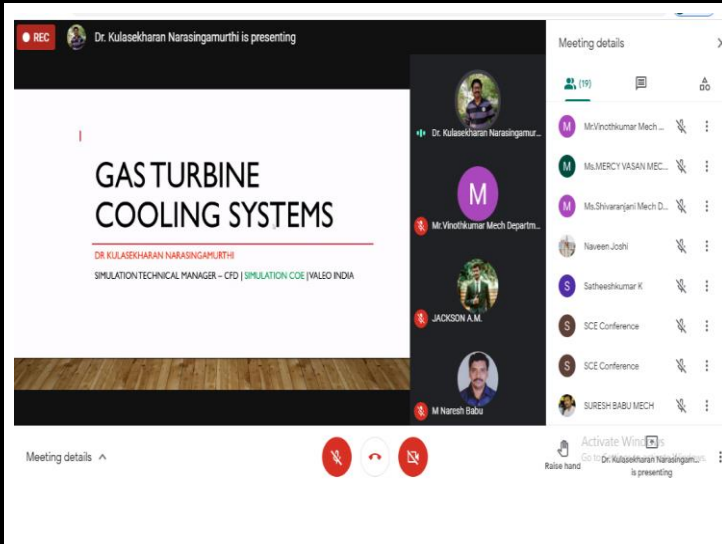 REC
Dr. Kulasekharan Narasingamurthi is presenting
GAS TURBINE
COOLING SYSTEMS
DR KULASEKHARAN NARASINGAMURTHI
SIMULATION TECHNICAL MANAGER – CFD | SIMULATION COE | VALEO INDIA
Dr. Kulasekharan Narasingamur...
M
Mr.Vinothkumar Mech Departm...
JACKSON A.M.
M Naresh Babu
Meeting details
(19)
M Mr.Vinothkumar Mech ...
M Ms.MERCY VASAN MEC...
M Ms.Shivaranjani Mech D...
Naveen Joshi
S Satheeshkumar K
S SCE Conference
S SCE Conference
SURESH BABU MECH
Meeting details
Raise hand
Activate Windows
Go to
Dr. Kulasekharan Narasingam...
is presenting